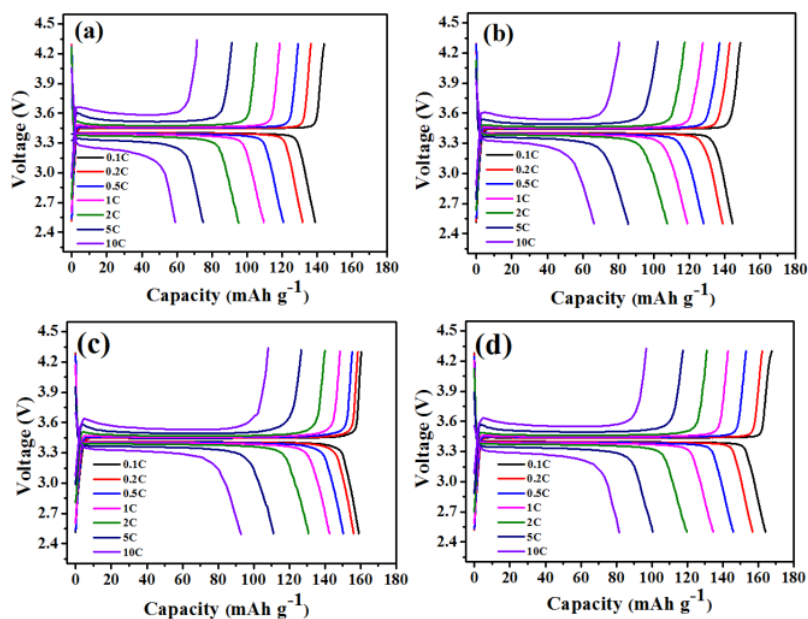 (a)
Voltage (V)
4.5
4.2
3.9
3.6
3.3
3.0
2.7
2.4
0.1C
0.2C
0.5C
1C
2C
5C
10C
0 20 40 60 80 100 120 140 160 180
Capacity (mAh g-1)
(b)
Voltage (V)
4.5
4.2
3.9
3.6
3.3
3.0
2.7
2.4
0.1C
0.2C
0.5C
1C
2C
5C
10C
0 20 40 60 80 100 120 140 160 180
Capacity (mAh g-1)
(c)
Voltage (V)
4.5
4.2
3.9
3.6
3.3
3.0
2.7
2.4
0.1C
0.2C
0.5C
1C
2C
5C
10C
0 20 40 60 80 100 120 140 160 180
Capacity (mAh g-1)
(d)
Voltage (V)
4.5
4.2
3.9
3.6
3.3
3.0
2.7
2.4
0.1C
0.2C
0.5C
1C
2C
5C
10C
0 20 40 60 80 100 120 140 160 180
Capacity (mAh g-1)